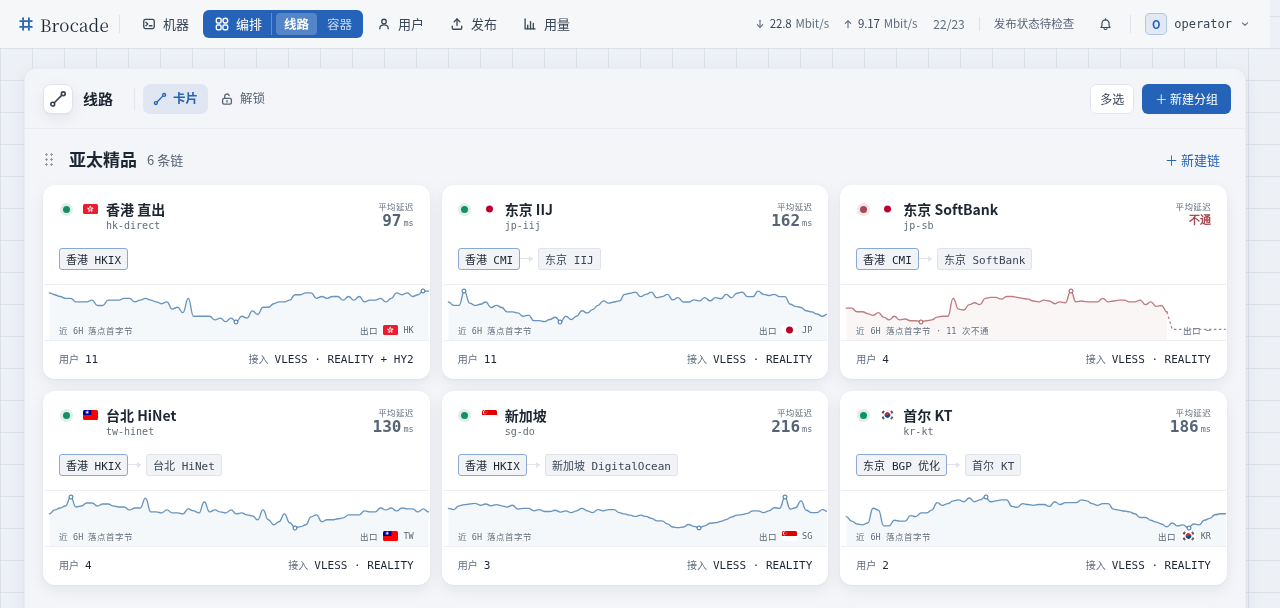 Brocade 机器 编排 线路 容器 用户 发布 用量 ↓ 22.8 Mbit/s ↑ 9.17 Mbit/s 22/23 发布状态待检查 O operator
线路 卡片 解锁 多选 + 新建分组
亚太精品 6 条链 + 新建链
香港 直出 平均延迟
hk-direct 97 ms
香港 HKIX
近 6H 落点首字节 出口 HK
用户 11 接入 VLESS · REALITY + HY2
东京 IIJ 平均延迟
jp-iij 162 ms
香港 CMI 东京 IIJ
近 6H 落点首字节 出口 JP
用户 11 接入 VLESS · REALITY
东京 SoftBank 平均延迟
jp-sb 不通
香港 CMI 东京 SoftBank
近 6H 落点首字节 · 11 次不通 出口
用户 4 接入 VLESS · REALITY
台北 HiNet 平均延迟
tw-hinet 130 ms
香港 HKIX 台北 HiNet
近 6H 落点首字节 出口 TW
用户 4 接入 VLESS · REALITY
新加坡 平均延迟
sg-do 216 ms
香港 HKIX 新加坡 DigitalOcean
近 6H 落点首字节 出口 SG
用户 3 接入 VLESS · REALITY
首尔 KT 平均延迟
kr-kt 186 ms
东京 BGP 优化 首尔 KT
近 6H 落点首字节 出口 KR
用户 2 接入 VLESS · REALITY